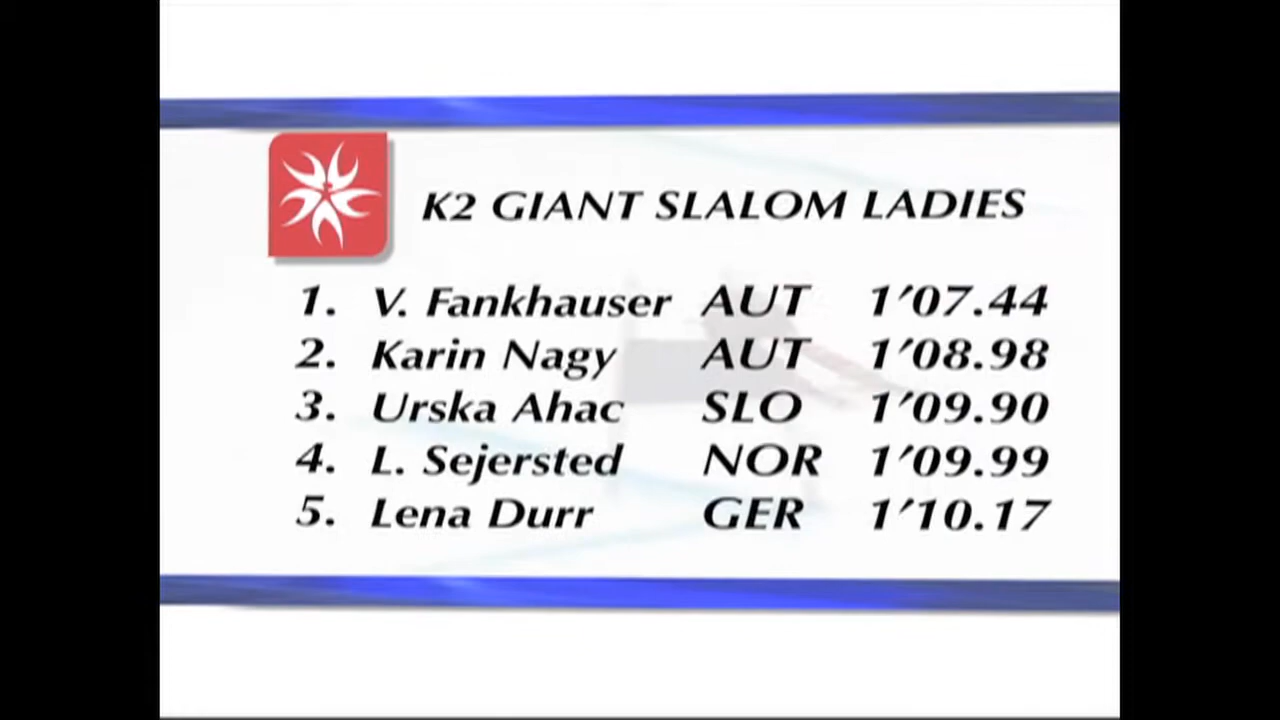 K2 GIANT SLALOM LADIES
1. V. Fankhauser AUT 1'07.44
2. Karin Nagy AUT 1'08.98
3. Urska Ahac SLO 1'09.90
4. L. Sejersted NOR 1'09.99
5. Lena Durr GER 1'10.17